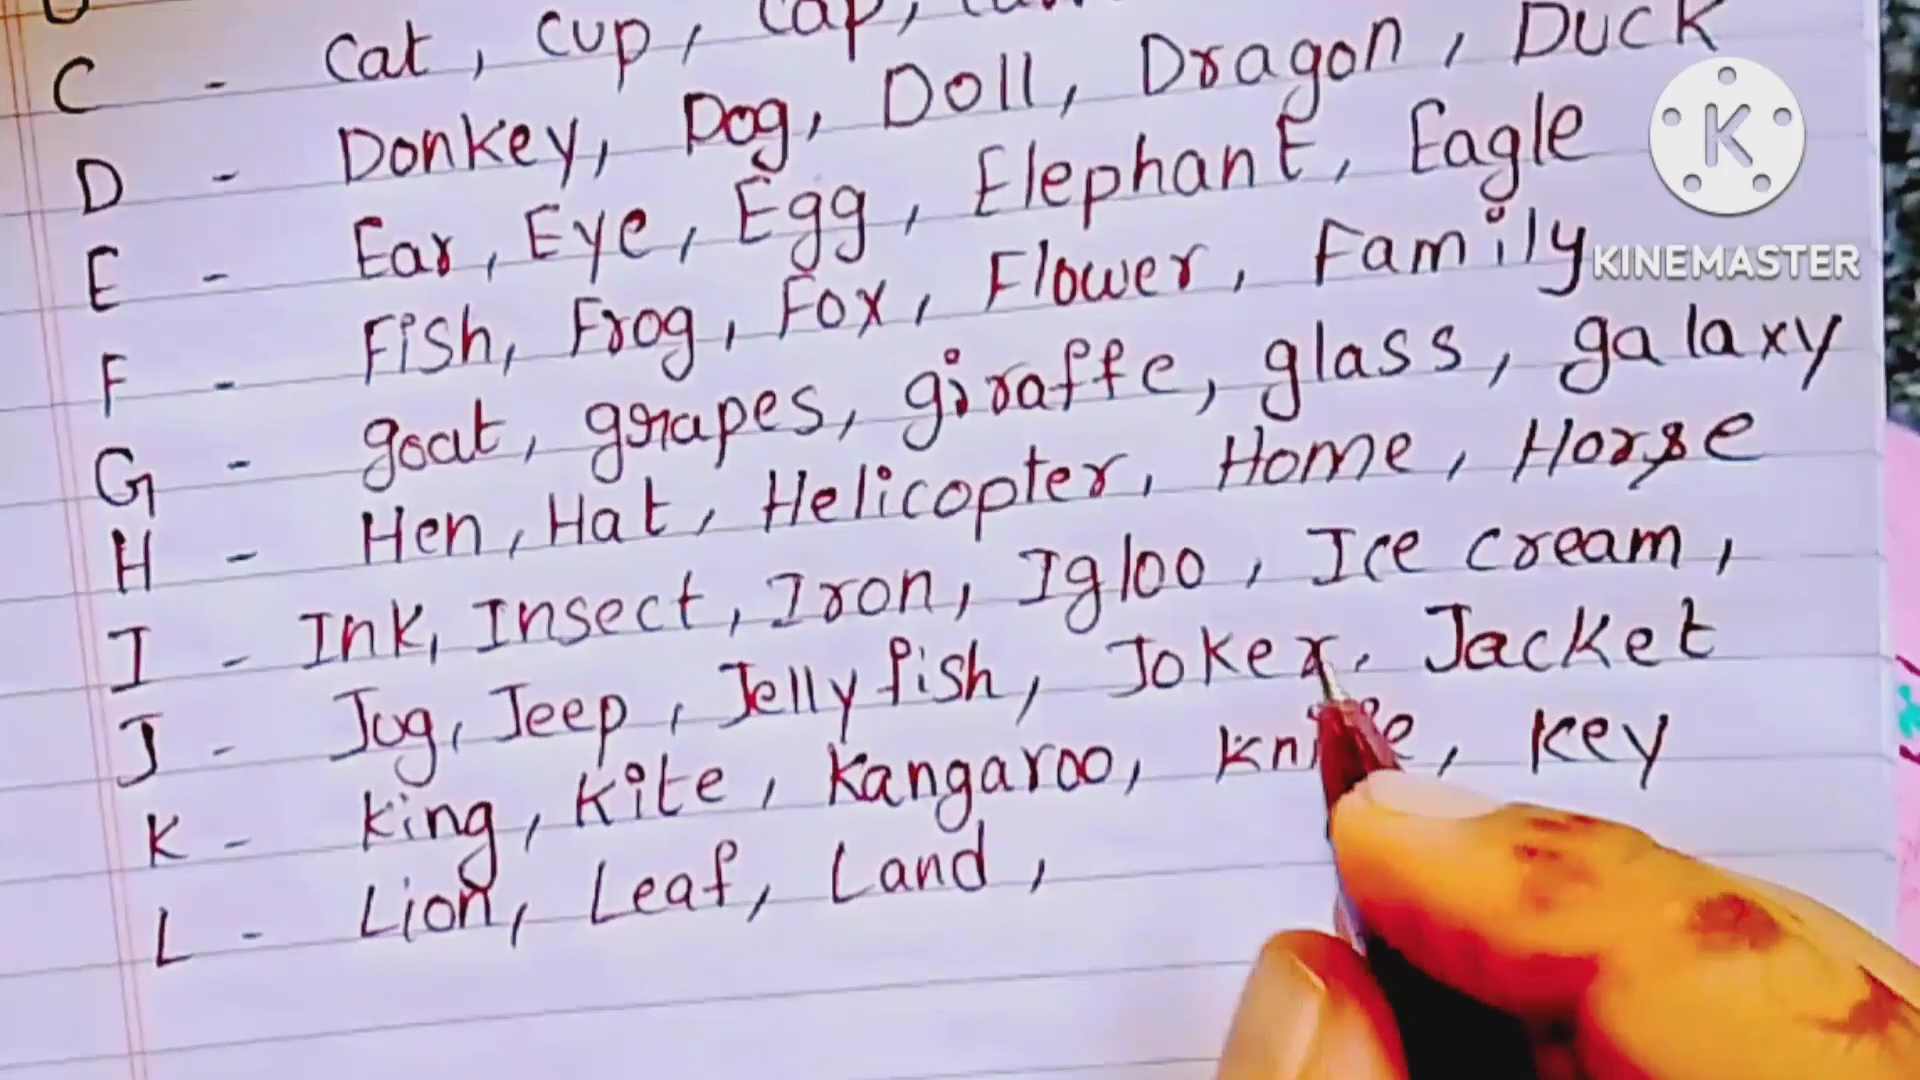 C - Cat, Cup, Cap,
D - Donkey, Dog, Doll, Dragon, Duck
E - Ear, Eye, Egg, Elephant, Eagle
F - Fish, Frog, Fox, Flower, Family
G - goat, grapes, giraffe, glass, galaxy
H - Hen, Hat, Helicopter, Home, Horse
I - Ink, Insect, Iron, Igloo, Ice cream,
J - Jug, Jeep, Jelly fish, Joker, Jacket
K - King, Kite, Kangaroo, Knife, Key
L - Lion, Leaf, Land,
K
KINEMASTER